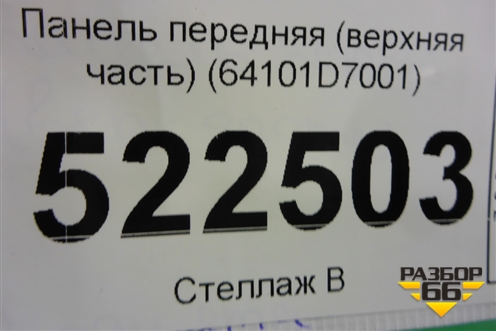 Панель передняя (верхняя
часть) (64101D7001)
522503
Стеллаж В
РАЗБОР
66